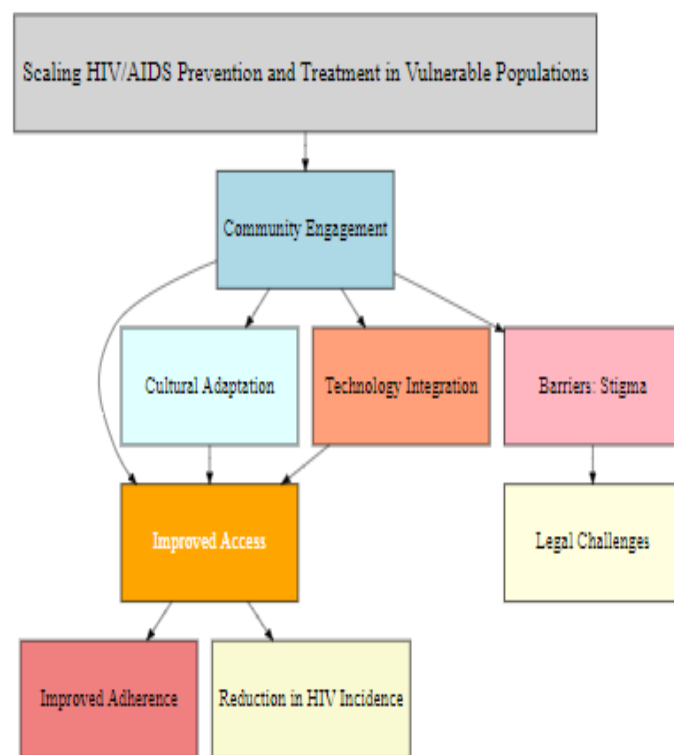 Scaling HIV/AIDS Prevention and Treatment in Vulnerable Populations
Community Engagement
Cultural Adaptation
Technology Integration
Barriers: Stigma
Improved Access
Legal Challenges
Improved Adherence
Reduction in HIV Incidence